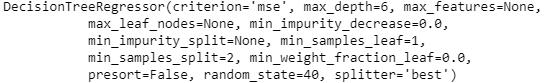 DecisionTreeRegressor(criterion='mse', max_depth=6, max_features=None,
max_leaf_nodes=None, min_impurity_decrease=0.0,
min_impurity_split=None, min_samples_leaf=1,
min_samples_split=2, min_weight_fraction_leaf=0.0,
presort=False, random_state=40, splitter='best')